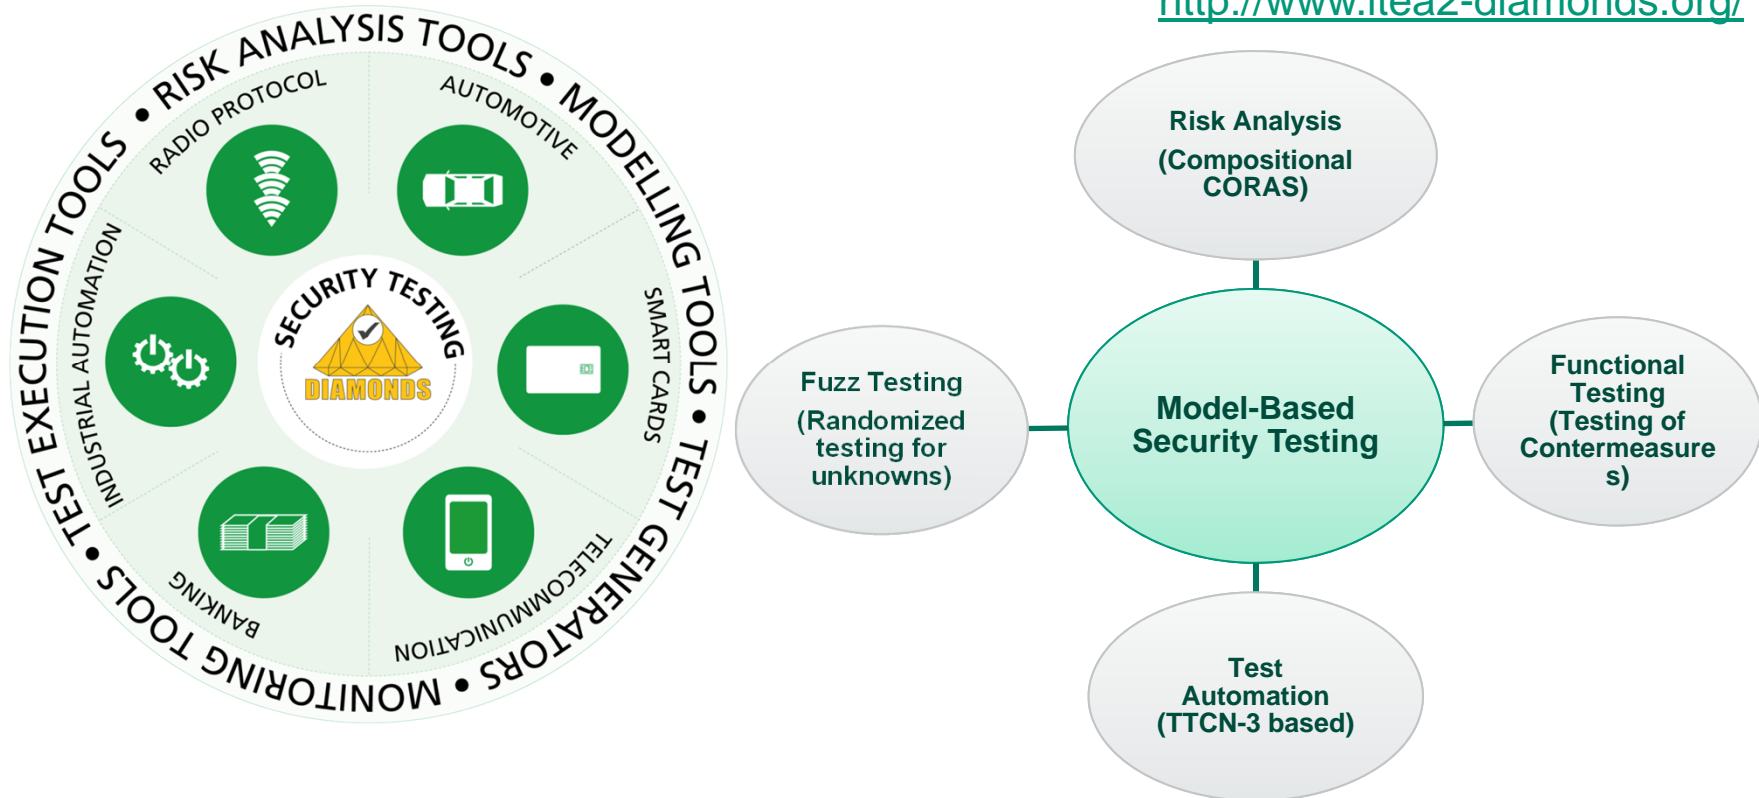 http://www.itea2-diamonds.org/
RISK ANALYSIS TOOLS • MODELLING TOOLS • TEST GENERATORS • MONITORING TOOLS • TEST EXECUTION TOOLS •
RADIO PROTOCOL
AUTOMOTIVE
SMART CARDS
TELECOMMUNICATION
BANKING
INDUSTRIAL AUTOMATION
SECURITY TESTING
DIAMONDS
Risk Analysis
(Compositional
CORAS)
Fuzz Testing
(Randomized
testing for
unknowns)
Model-Based
Security Testing
Functional
Testing
(Testing of
Contermeasure
s)
Test
Automation
(TTCN-3 based)